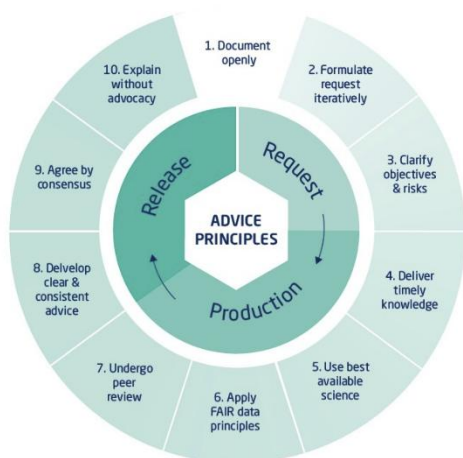 1. Document
openly
2. Formulate
request
iteratively
3. Clarify
objectives
& risks
4. Deliver
timely
knowledge
5. Use best
available
science
6. Apply
FAIR data
principles
7. Undergo
peer
review
8. Delvelop
clear &
consistent
advice
9. Agree by
consensus
10. Explain
without
advocacy
Request
Production
Release
ADVICE
PRINCIPLES